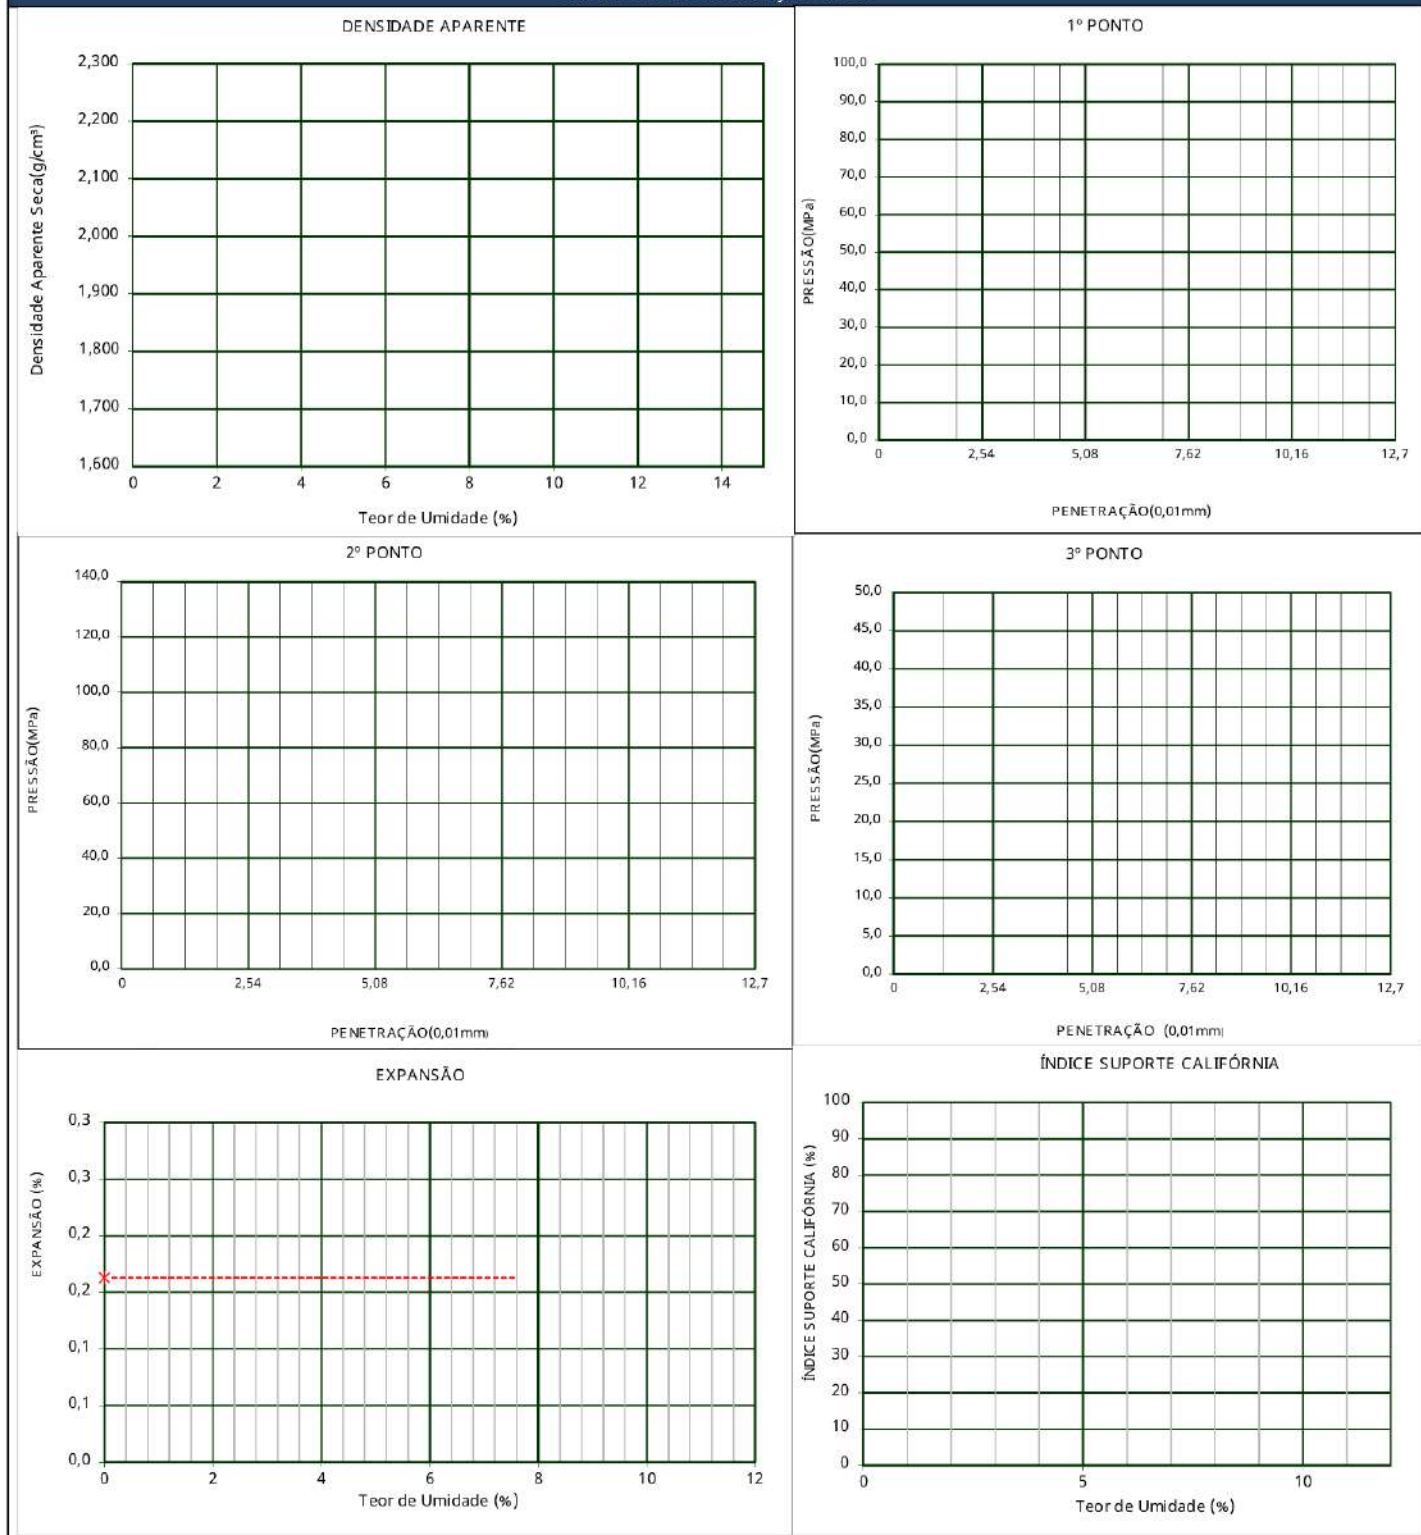 DENSIDADE APARENTE
Densidade Aparente Seca(g/cm³)
2,300
2,200
2,100
2,000
1,900
1,800
1,700
1,600
0 2 4 6 8 10 12 14
Teor de Umidade (%)
1º PONTO
PRESSÃO(MPa)
100,0
90,0
80,0
70,0
60,0
50,0
40,0
30,0
20,0
10,0
0,0
0 2,54 5,08 7,62 10,16 12,7
PENETRAÇÃO(0,01mm)
2º PONTO
PRESSÃO(MPa)
140,0
120,0
100,0
80,0
60,0
40,0
20,0
0,0
0 2,54 5,08 7,62 10,16 12,7
PENETRAÇÃO(0,01mm)
3º PONTO
PRESSÃO(MPa)
50,0
45,0
40,0
35,0
30,0
25,0
20,0
15,0
10,0
5,0
0,0
0 2,54 5,08 7,62 10,16 12,7
PENETRAÇÃO (0,01mm)
EXPANSÃO
EXPANSÃO (%)
0,3
0,3
0,2
0,2
0,1
0,1
0,0
0 2 4 6 8 10 12
Teor de Umidade (%)
ÍNDICE SUPORTE CALIFÓRNIA
ÍNDICE SUPORTE CALIFÓRNIA (%)
100
90
80
70
60
50
40
30
20
10
0
0 5 10
Teor de Umidade (%)